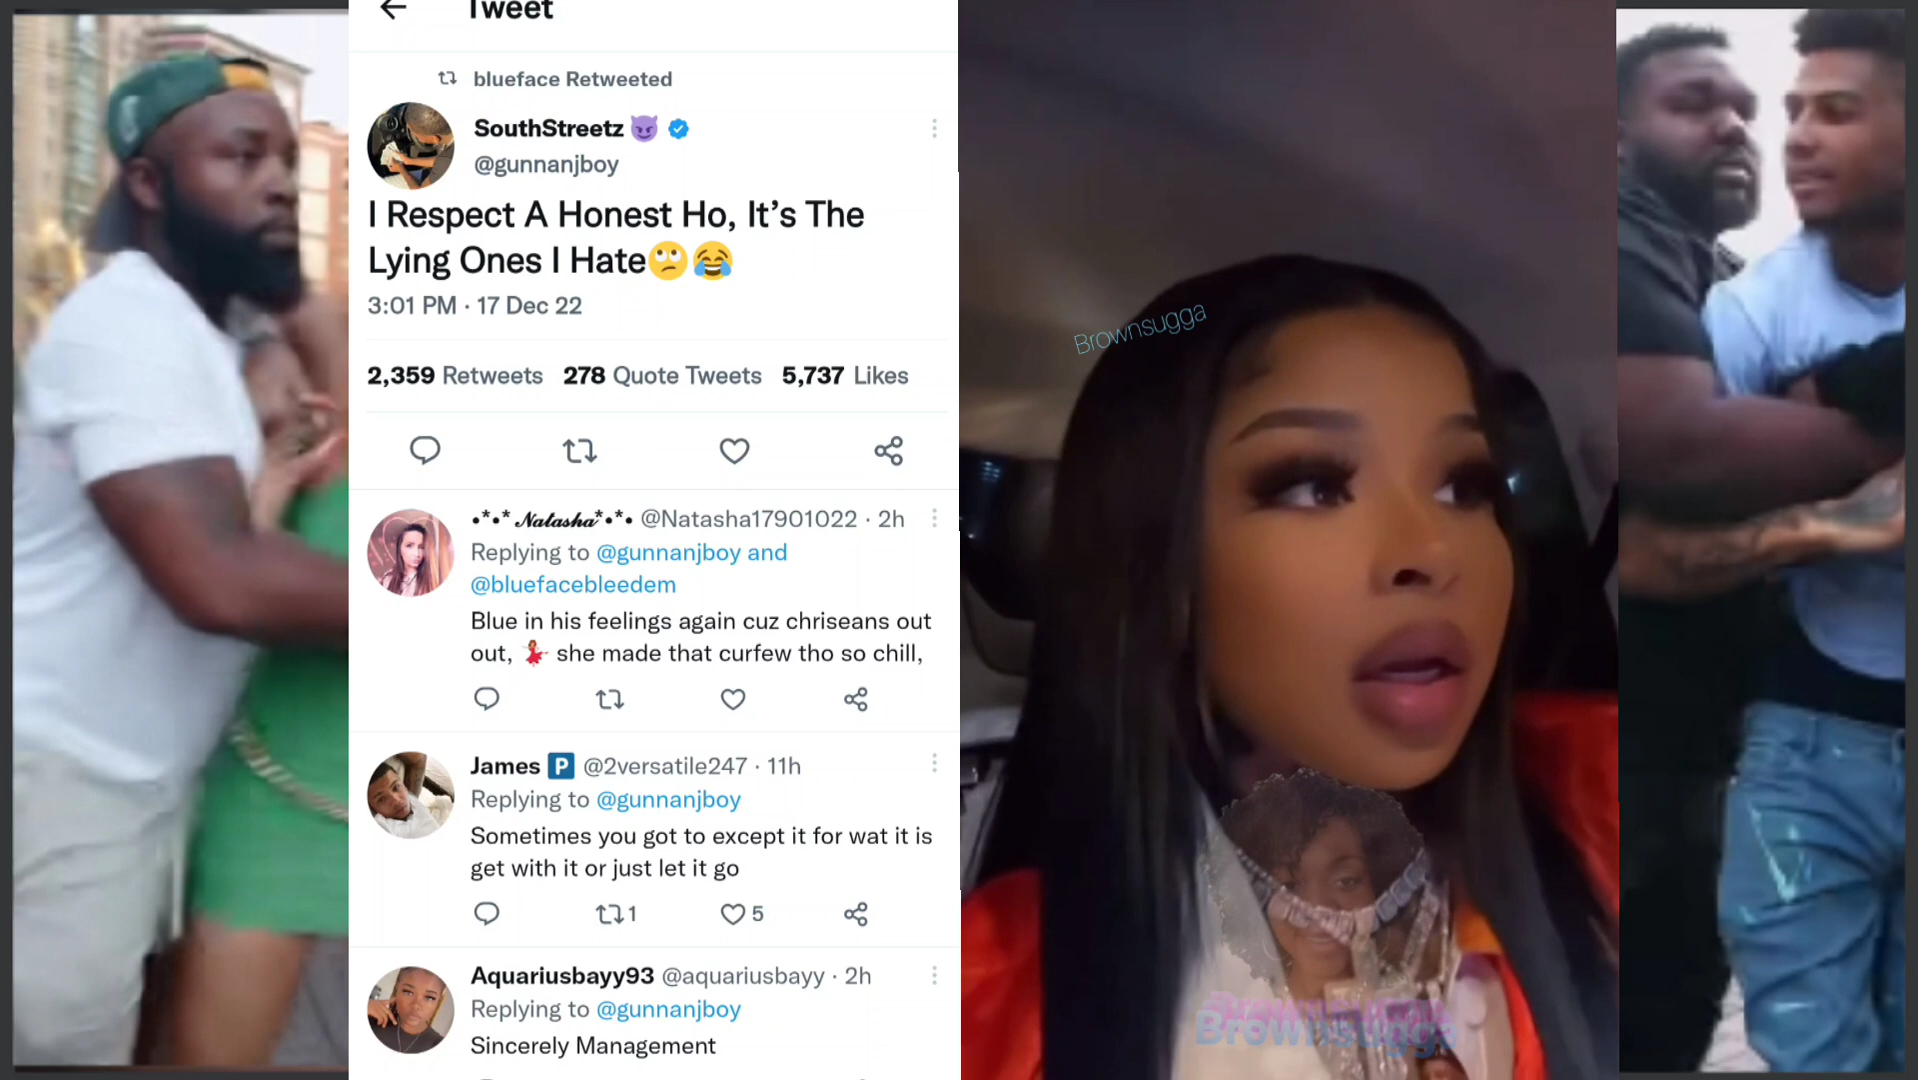 Tweet
blueface Retweeted
SouthStreetz😈
@gunnanjboy
I Respect A Honest Ho, It’s The
Lying Ones I Hate🙄😂
3:01 PM · 17 Dec 22
2,359 Retweets 278 Quote Tweets 5,737 Likes
•*•* 𝓝𝓪𝓽𝓪𝓼𝓱𝓪*•*• @Natasha17901022 · 2h
Replying to @gunnanjboy and
@bluefacebleedem
Blue in his feelings again cuz chriseans out
out, 💃 she made that curfew tho so chill,
James 🅿️ @2versatile247 · 11h
Replying to @gunnanjboy
Sometimes you got to except it for wat it is
get with it or just let it go
1 5
Aquariusbayy93 @aquariusbayy · 2h
Replying to @gunnanjboy
Sincerely Management
Brownsugga
Brownsugga
Brownsugga